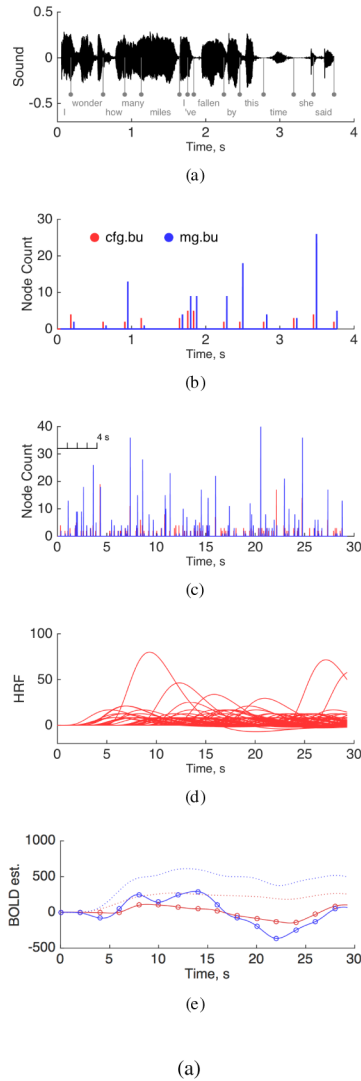 0.5
0
-0.5
Sound
wonder many I fallen this she
I how miles 've by time said
0 1 2 3 4
Time, s
(a)
30
20
10
0
Node Count
cfg.bu mg.bu
0 1 2 3 4
Time, s
(b)
40
30
20
10
0
Node Count
4 s
0 5 10 15 20 25 30
Time, s
(c)
100
50
0
HRF
0 5 10 15 20 25 30
Time, s
(d)
1000
500
0
-500
BOLD est.
0 5 10 15 20 25 30
Time, s
(e)
(a)